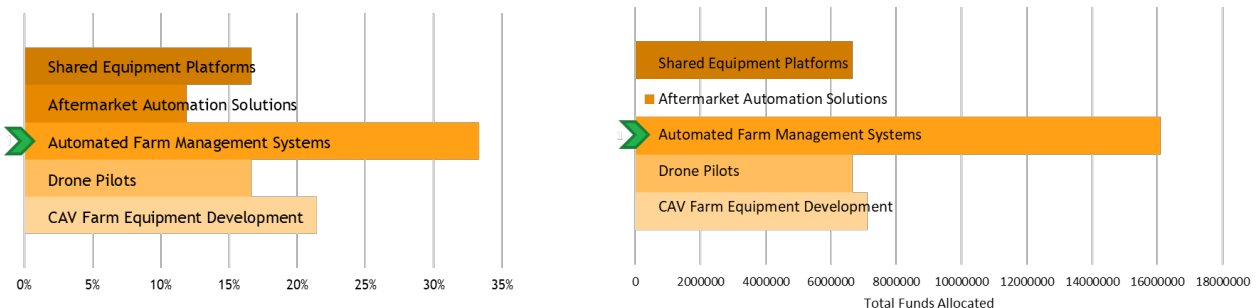 Shared Equipment Platforms
Aftermarket Automation Solutions
Automated Farm Management Systems
Drone Pilots
CAV Farm Equipment Development
0% 5% 10% 15% 20% 25% 30% 35%
Shared Equipment Platforms
Aftermarket Automation Solutions
Automated Farm Management Systems
Drone Pilots
CAV Farm Equipment Development
0 2000000 4000000 6000000 8000000 10000000 12000000 14000000 16000000 18000000
Total Funds Allocated